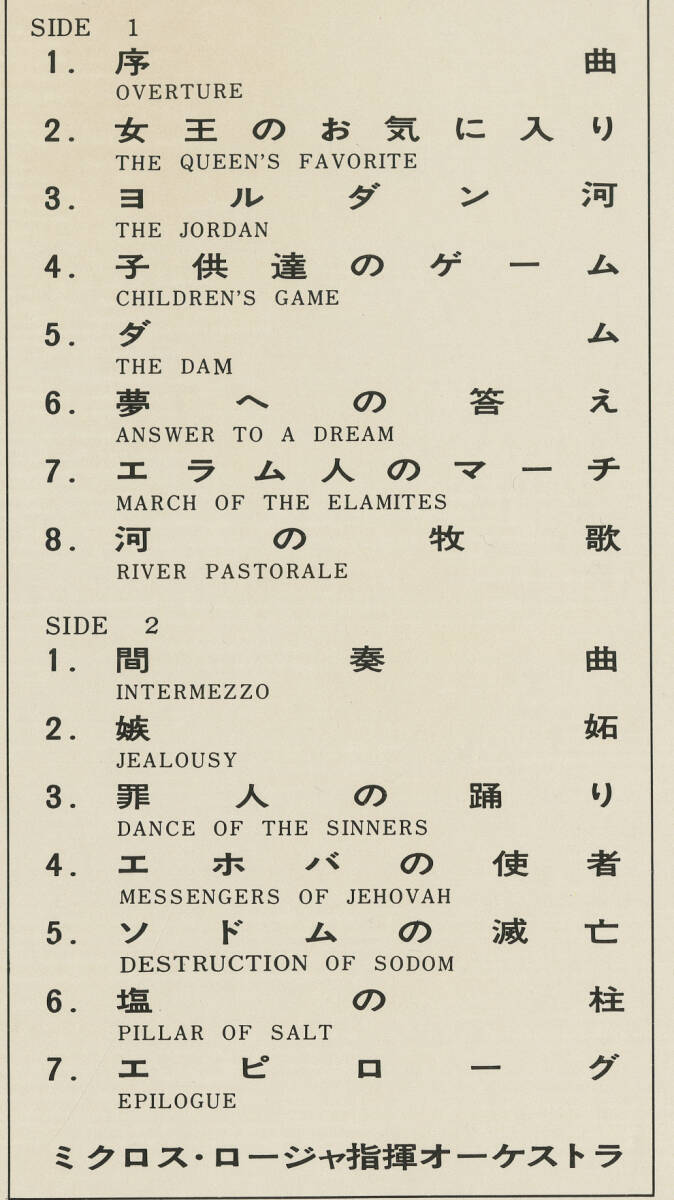 SIDE 1
1. 序曲
OVERTURE
2. 女王のお気に入り
THE QUEEN'S FAVORITE
3. ヨルダン河
THE JORDAN
4. 子供達のゲーム
CHILDREN'S GAME
5. ダム
THE DAM
6. 夢への答え
ANSWER TO A DREAM
7. エラム人のマーチ
MARCH OF THE ELAMITES
8. 河の牧歌
RIVER PASTORALE
SIDE 2
1. 間奏曲
INTERMEZZO
2. 嫉妬
JEALOUSY
3. 罪人の踊り
DANCE OF THE SINNERS
4. エホバの使者
MESSENGERS OF JEHOVAH
5. ソドムの滅亡
DESTRUCTION OF SODOM
6. 塩の柱
PILLAR OF SALT
7. エピローグ
EPILOGUE
ミクロス・ロージャ指揮オーケストラ